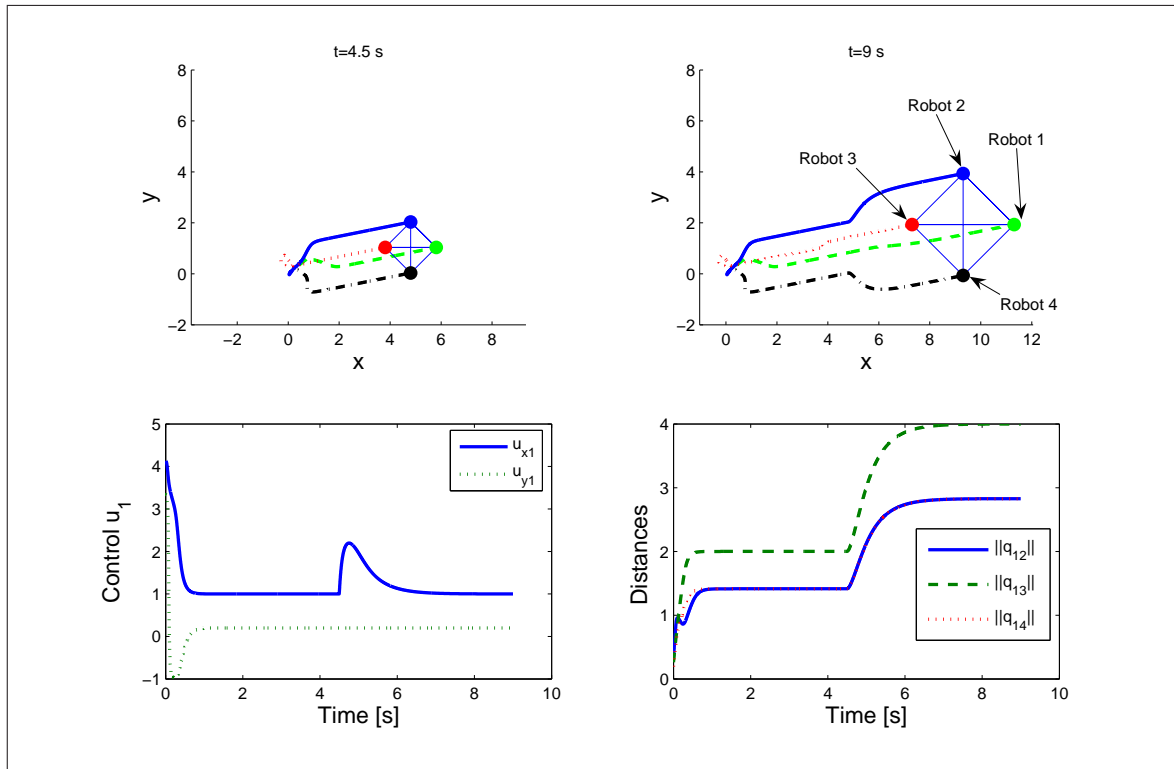 t=4.5 s
8
6
4
2
0
−2
y
−2 0 2 4 6 8
x
t=9 s
8
6
4
2
0
−2
y
Robot 2
Robot 1
Robot 3
Robot 4
0 2 4 6 8 10 12
x
5
4
3
2
1
0
−1
Control u1
ux1
uy1
0 2 4 6 8 10
Time [s]
4
3
2
1
0
Distances
||q12||
||q13||
||q14||
0 2 4 6 8 10
Time [s]